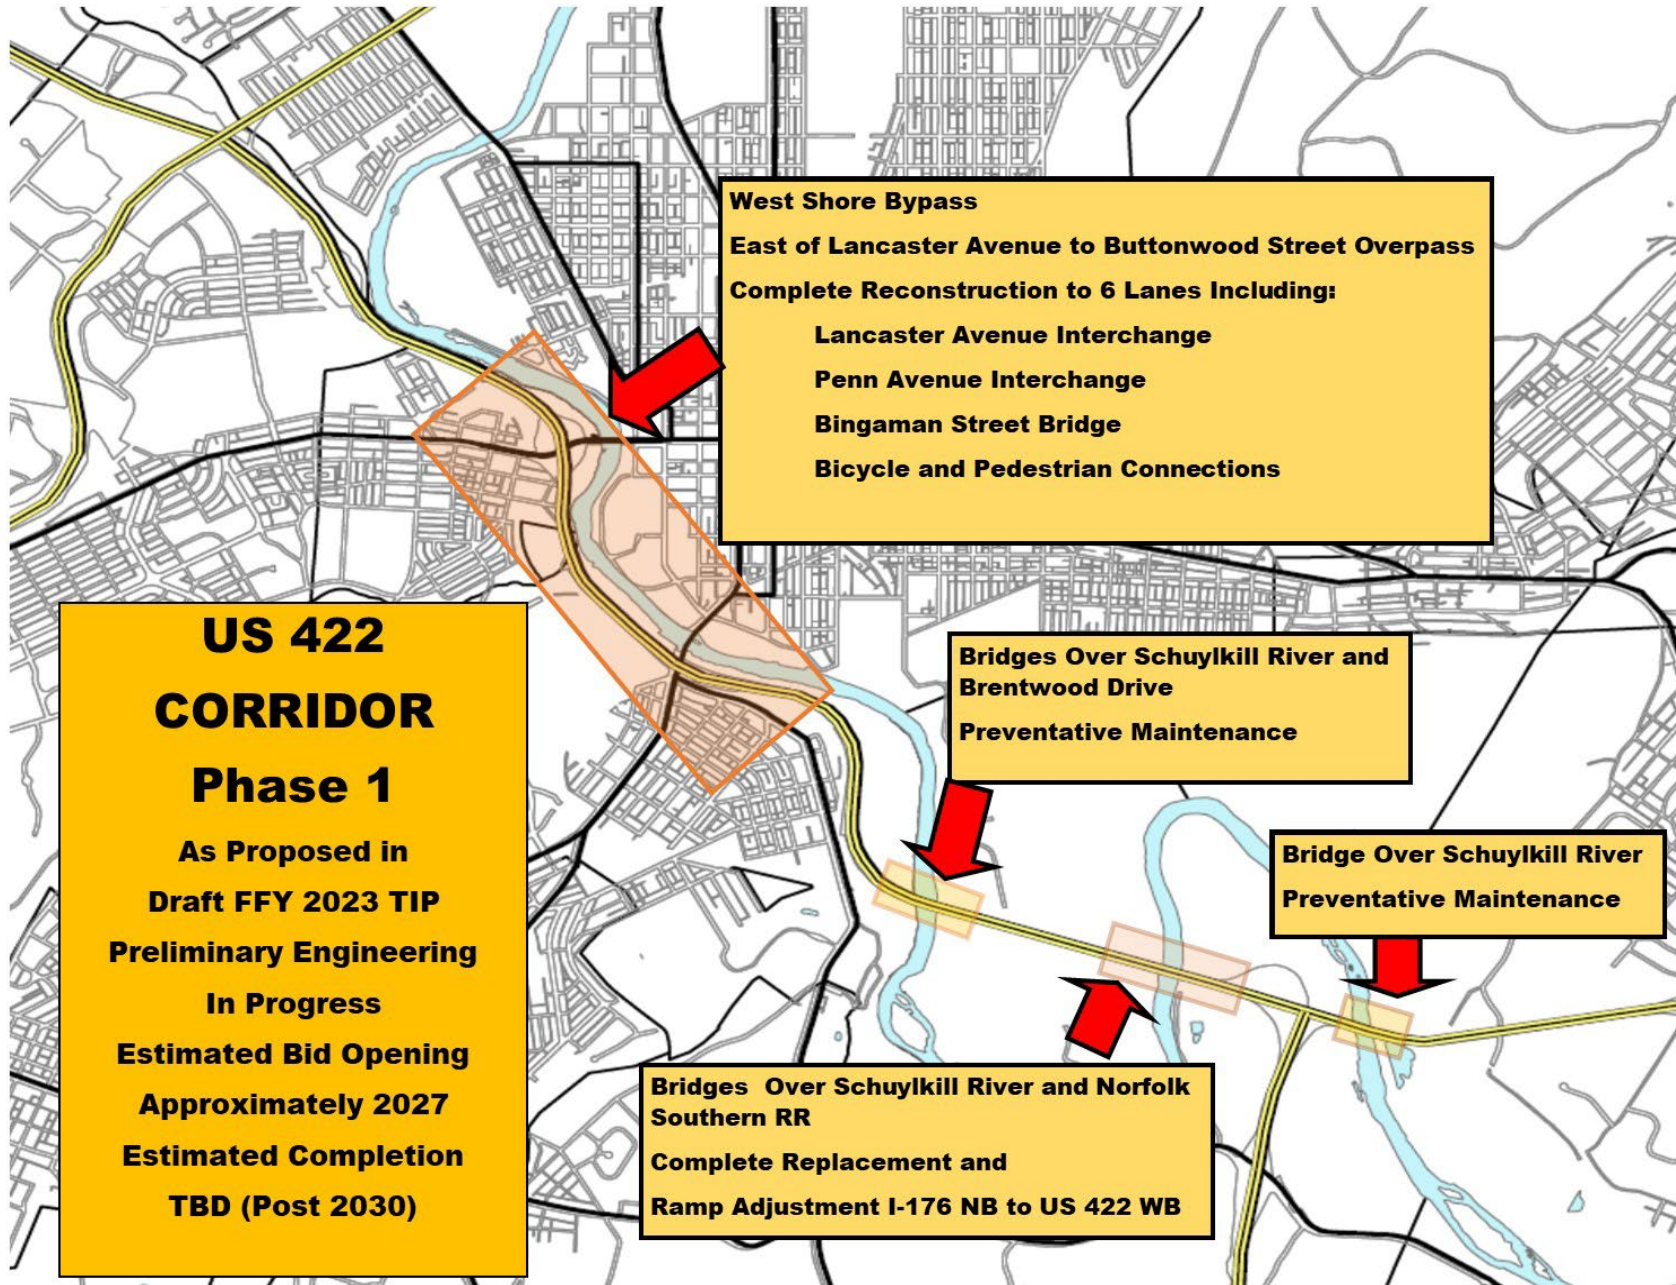 West Shore Bypass
East of Lancaster Avenue to Buttonwood Street Overpass
Complete Reconstruction to 6 Lanes Including:
Lancaster Avenue Interchange
Penn Avenue Interchange
Bingaman Street Bridge
Bicycle and Pedestrian Connections
US 422
CORRIDOR
Phase 1
As Proposed in
Draft FFY 2023 TIP
Preliminary Engineering
In Progress
Estimated Bid Opening
Approximately 2027
Estimated Completion
TBD (Post 2030)
Bridges Over Schuylkill River and
Brentwood Drive
Preventative Maintenance
Bridge Over Schuylkill River
Preventative Maintenance
Bridges  Over Schuylkill River and Norfolk
Southern RR
Complete Replacement and
Ramp Adjustment I-176 NB to US 422 WB